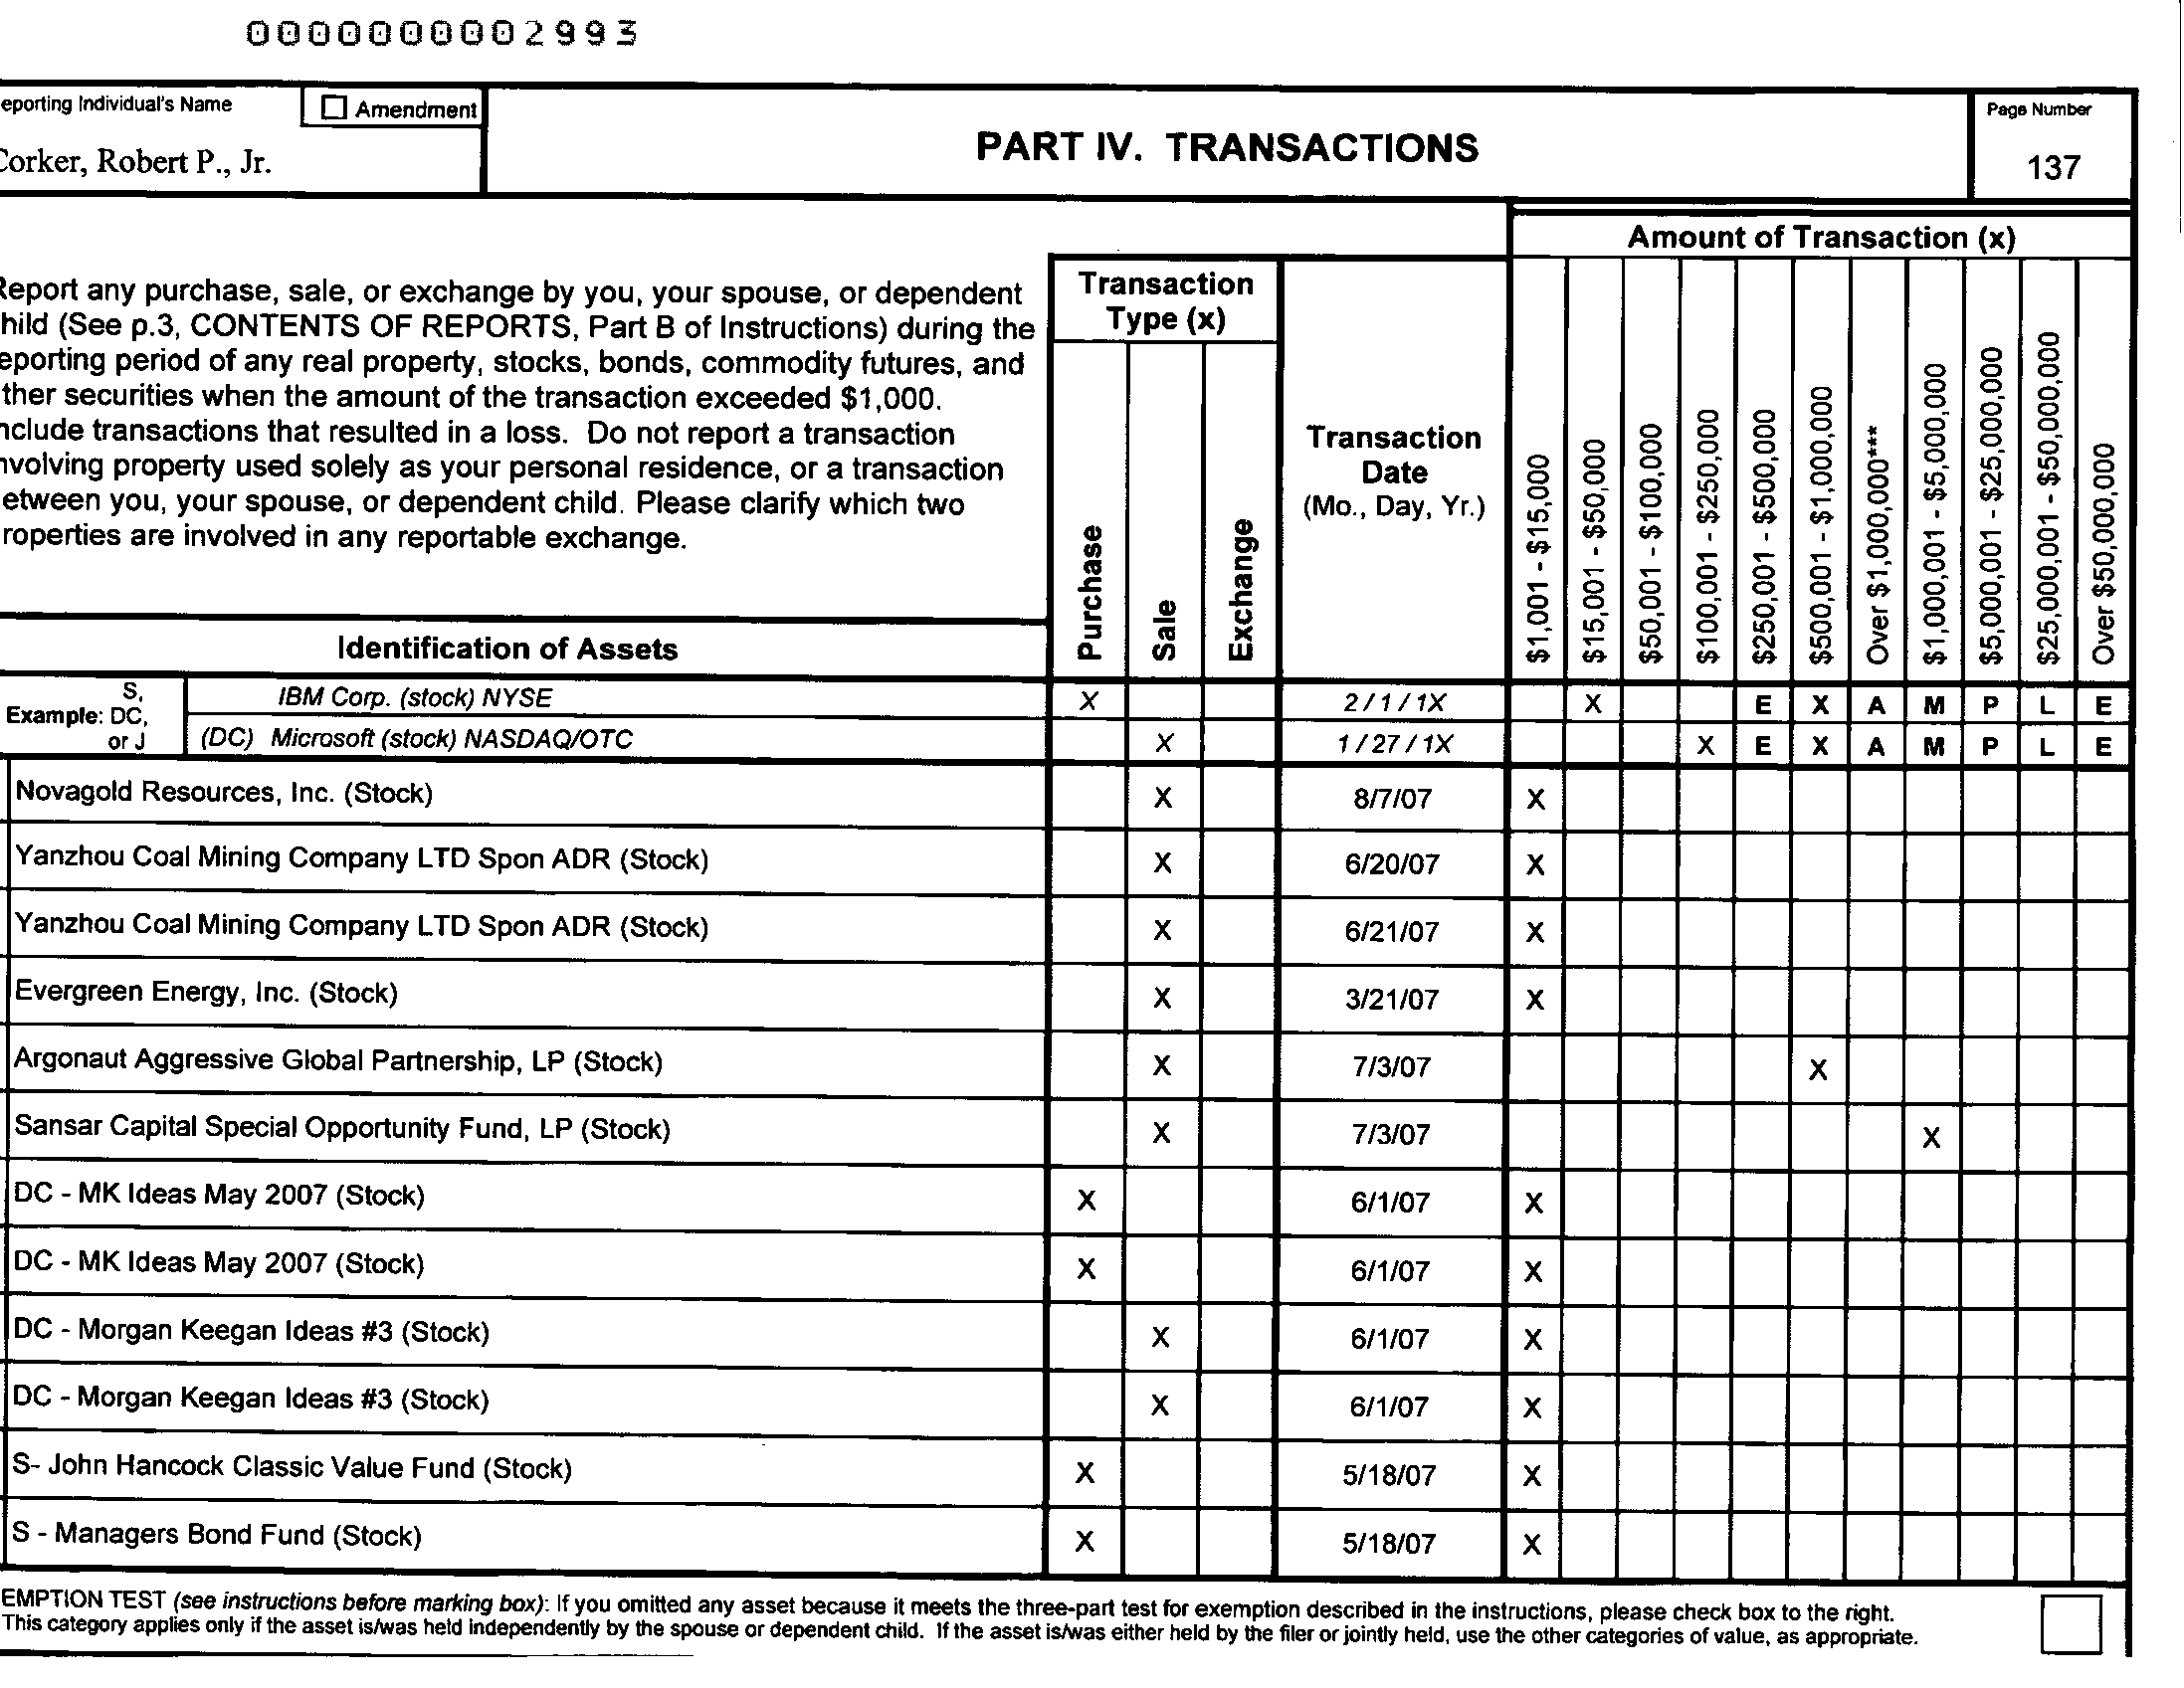 0000000002993
eporting Individual's Name
Amendment
Corker, Robert P., Jr.
PART IV. TRANSACTIONS
Page Number
137
Amount of Transaction (x)
Report any purchase, sale, or exchange by you, your spouse, or dependent
hild (See p.3, CONTENTS OF REPORTS, Part B of Instructions) during the
eporting period of any real property, stocks, bonds, commodity futures, and
ther securities when the amount of the transaction exceeded $1,000.
nclude transactions that resulted in a loss. Do not report a transaction
nvolving property used solely as your personal residence, or a transaction
etween you, your spouse, or dependent child. Please clarify which two
roperties are involved in any reportable exchange.
Transaction
Type (x)
Purchase
Sale
Exchange
Transaction
Date
(Mo., Day, Yr.)
$1,001 - $15,000
$15,001 - $50,000
$50,001 - $100,000
$100,001 - $250,000
$250,001 - $500,000
$500,001 - $1,000,000
Over $1,000,000***
$1,000,001 - $5,000,000
$5,000,001 - $25,000,000
$25,000,001 - $50,000,000
Over $50,000,000
Identification of Assets
Example: S, DC, or J
IBM Corp. (stock) NYSE X 2 / 1 / 1X X E X A M P L E
(DC) Microsoft (stock) NASDAQ/OTC X 1 / 27 / 1X X E X A M P L E
Novagold Resources, Inc. (Stock) X 8/7/07 X
Yanzhou Coal Mining Company LTD Spon ADR (Stock) X 6/20/07 X
Yanzhou Coal Mining Company LTD Spon ADR (Stock) X 6/21/07 X
Evergreen Energy, Inc. (Stock) X 3/21/07 X
Argonaut Aggressive Global Partnership, LP (Stock) X 7/3/07 X
Sansar Capital Special Opportunity Fund, LP (Stock) X 7/3/07 X
DC - MK Ideas May 2007 (Stock) X 6/1/07 X
DC - MK Ideas May 2007 (Stock) X 6/1/07 X
DC - Morgan Keegan Ideas #3 (Stock) X 6/1/07 X
DC - Morgan Keegan Ideas #3 (Stock) X 6/1/07 X
S- John Hancock Classic Value Fund (Stock) X 5/18/07 X
S - Managers Bond Fund (Stock) X 5/18/07 X
EMPTION TEST (see instructions before marking box): If you omitted any asset because it meets the three-part test for exemption described in the instructions, please check box to the right.
This category applies only if the asset is/was held independently by the spouse or dependent child. If the asset is/was either held by the filer or jointly held, use the other categories of value, as appropriate.